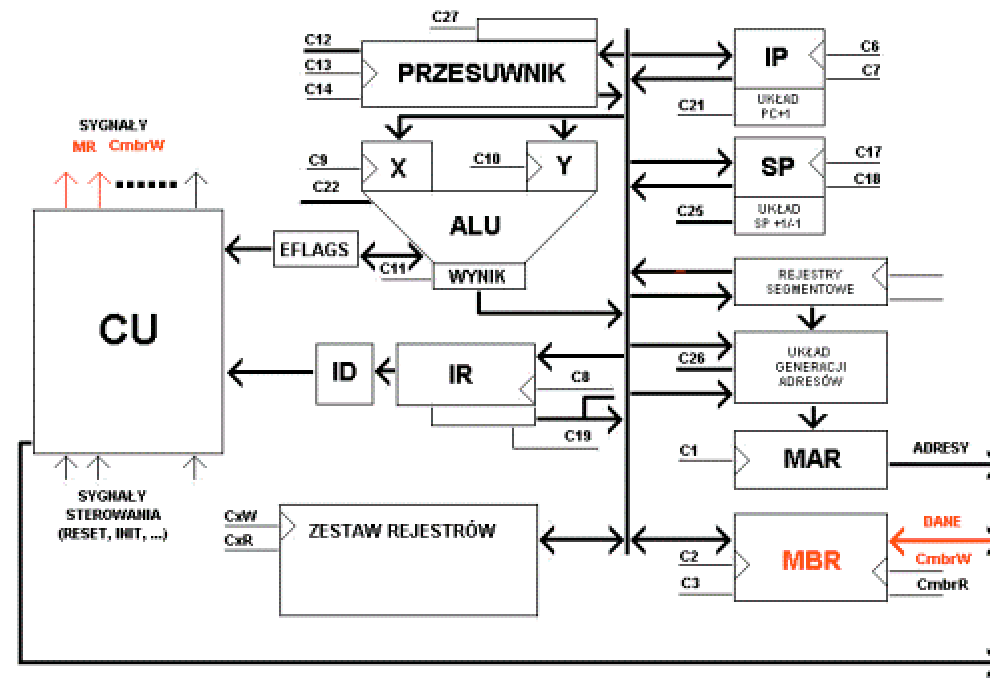 C27
C12
C13
C14
PRZESUWNIK
IP
C6
C7
C21
UKŁAD
PC+1
SYGNAŁY
MR CmbrW
C9
X
C10
Y
C22
ALU
SP
C17
C18
C25
UKŁAD
SP +1/-1
EFLAGS
C11
WYNIK
REJESTRY
SEGMENTOWE
CU
ID
IR
C8
C19
C26
UKŁAD
GENERACJI
ADRESÓW
C1
MAR
ADRESY
SYGNAŁY
STEROWANIA
(RESET, INIT, ...)
CxW
CxR
ZESTAW REJESTRÓW
C2
C3
MBR
DANE
CmbrW
CmbrR